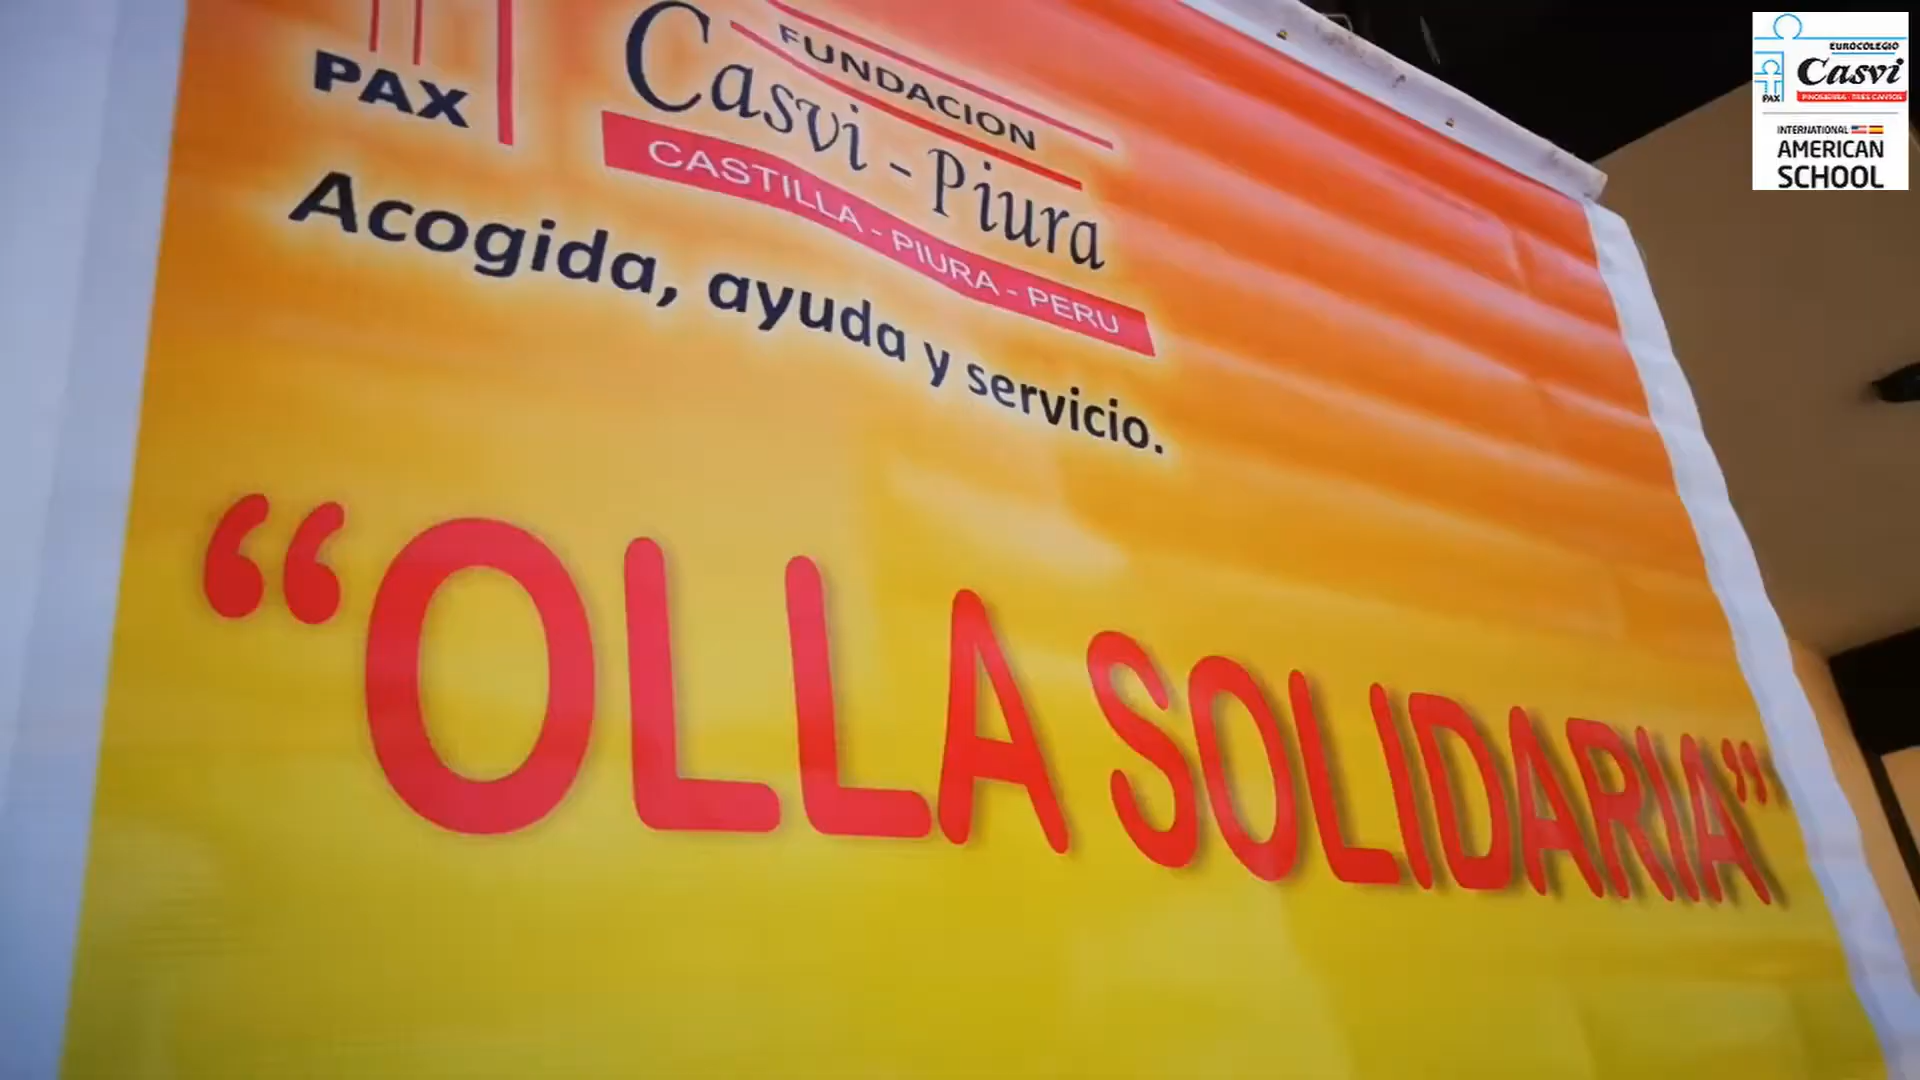 PAX
FUNDACION
Casvi - Piura
CASTILLA - PIURA - PERU
Acogida, ayuda y servicio.
“OLLA SOLIDARIA”
EUROCOLEGIO
Casvi
PAX
PINOSIERRA - TRES CANTOS
INTERNATIONAL
AMERICAN
SCHOOL